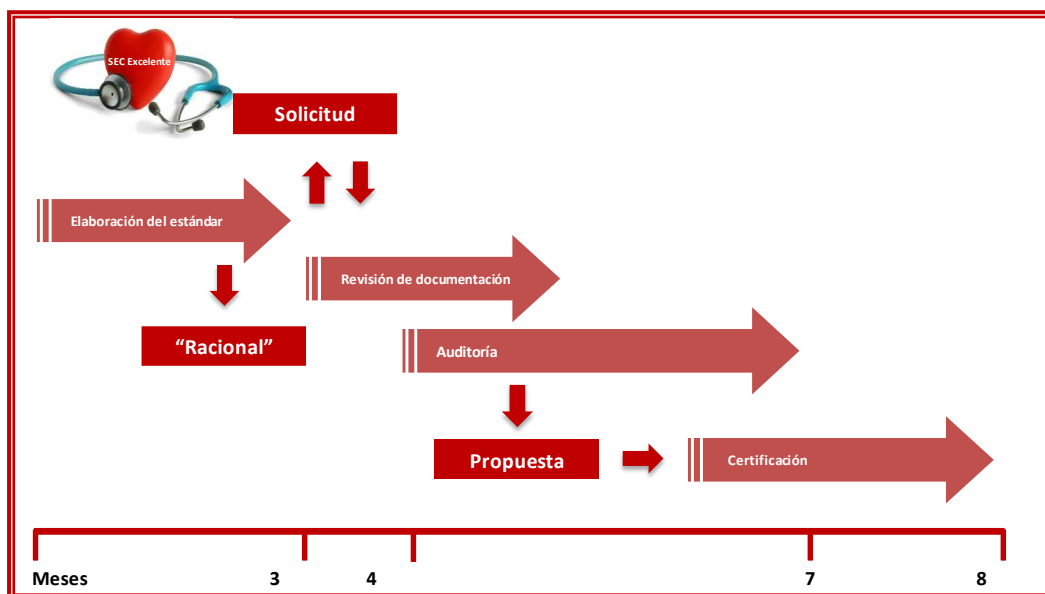 SEC Excelente
Solicitud
Elaboración del estándar
Revisión de documentación
“Racional”
Auditoría
Propuesta
Certificación
Meses 3 4 7 8